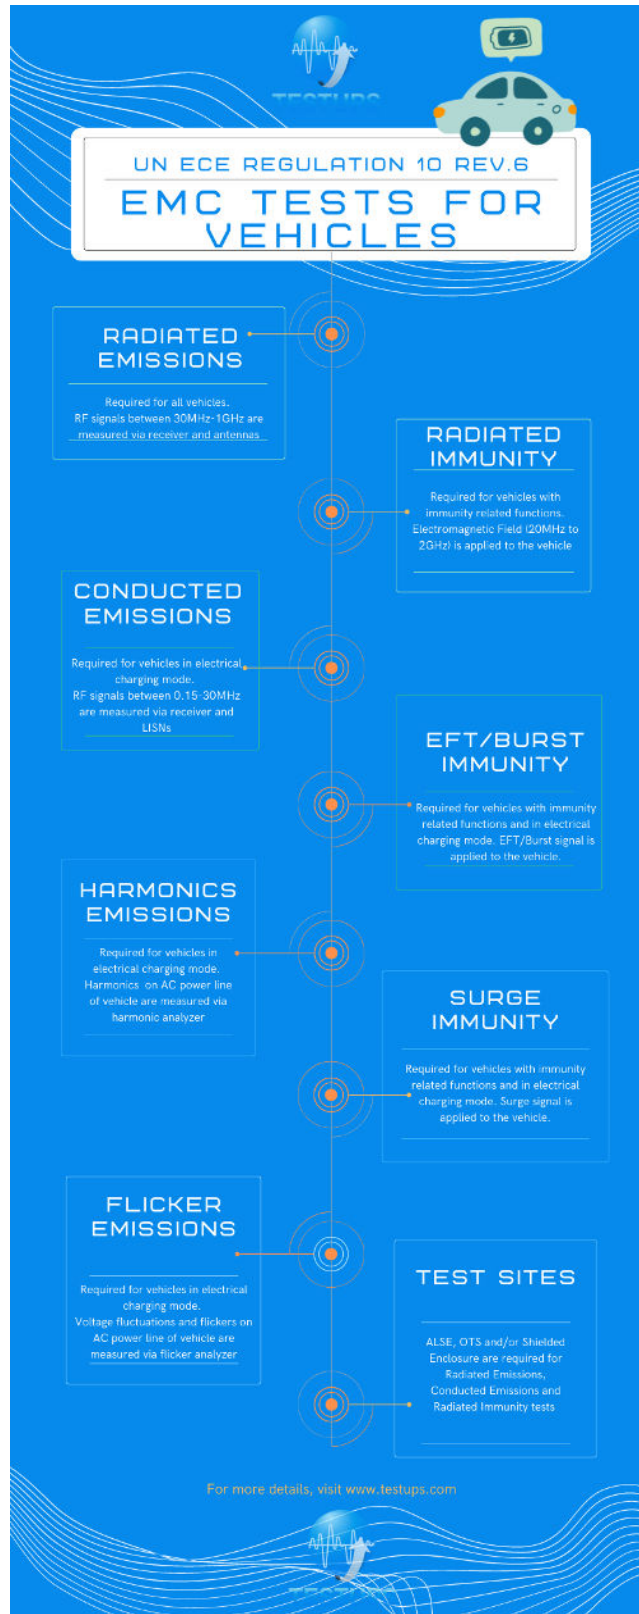 TESTUPS
UN ECE REGULATION 10 REV.6
EMC TESTS FOR
VEHICLES
RADIATED
EMISSIONS
Required for all vehicles.
RF signals between 30MHz-1GHz are
measured via receiver and antennas
RADIATED
IMMUNITY
Required for vehicles with
immunity related functions.
Electromagnetic Field (20MHz to
2GHz) is applied to the vehicle
CONDUCTED
EMISSIONS
Required for vehicles in electrical
charging mode.
RF signals between 0.15-30MHz
are measured via receiver and
LISNs
EFT/BURST
IMMUNITY
Required for vehicles with immunity
related functions and in electrical
charging mode. EFT/Burst signal is
applied to the vehicle.
HARMONICS
EMISSIONS
Required for vehicles in
electrical charging mode.
Harmonics on AC power line
of vehicle are measured via
harmonic analyzer
SURGE
IMMUNITY
Required for vehicles with immunity
related functions and in electrical
charging mode. Surge signal is
applied to the vehicle.
FLICKER
EMISSIONS
Required for vehicles in electrical
charging mode.
Voltage fluctuations and flickers on
AC power line of vehicle are
measured via flicker analyzer
TEST SITES
ALSE, OTS and/or Shielded
Enclosure are required for
Radiated Emissions,
Conducted Emissions and
Radiated Immunity tests
For more details, visit www.testups.com
TESTUPS